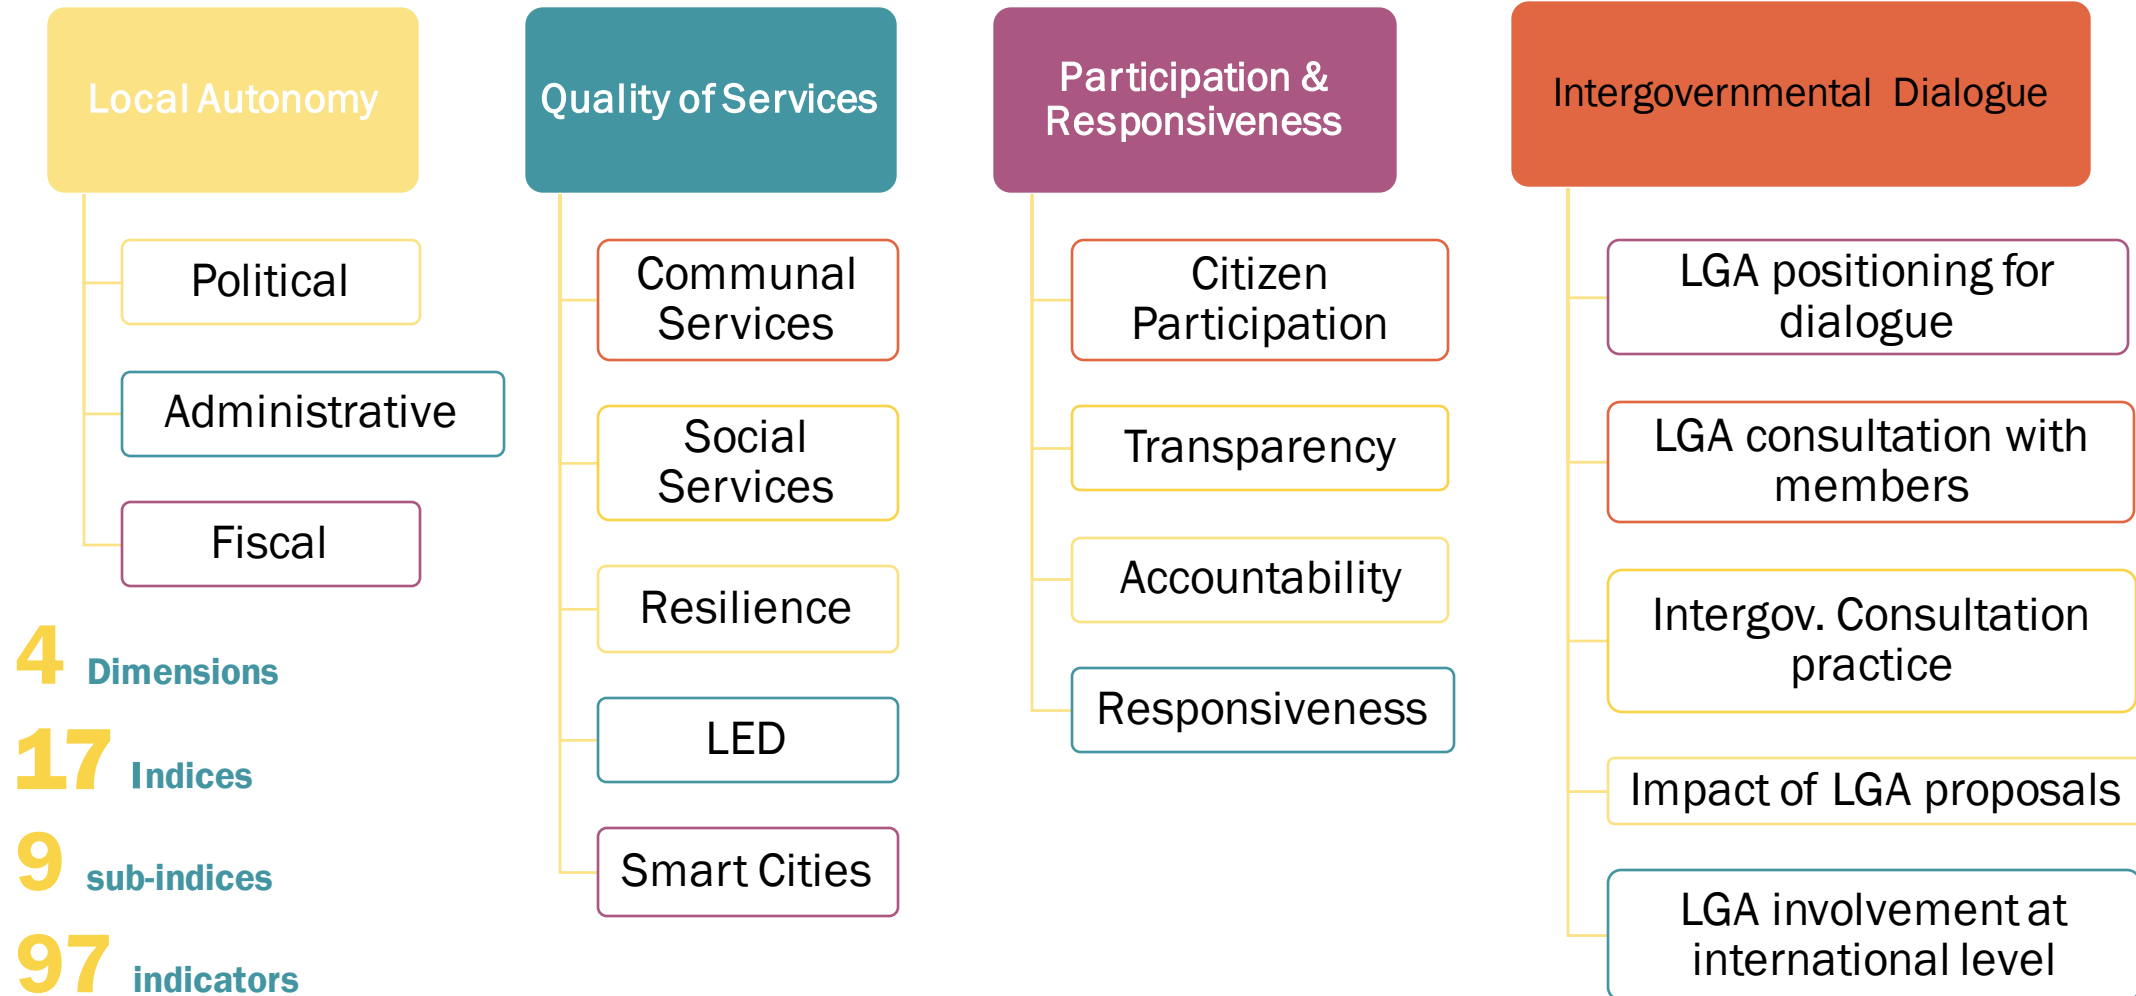 Local Autonomy
Political
Administrative
Fiscal
4 Dimensions
17 Indices
9 sub-indices
97 indicators
Quality of Services
Communal
Services
Social
Services
Resilience
LED
Smart Cities
Participation &
Responsiveness
Citizen
Participation
Transparency
Accountability
Responsiveness
Intergovernmental Dialogue
LGA positioning for
dialogue
LGA consultation with
members
Intergov. Consultation
practice
Impact of LGA proposals
LGA involvement at
international level